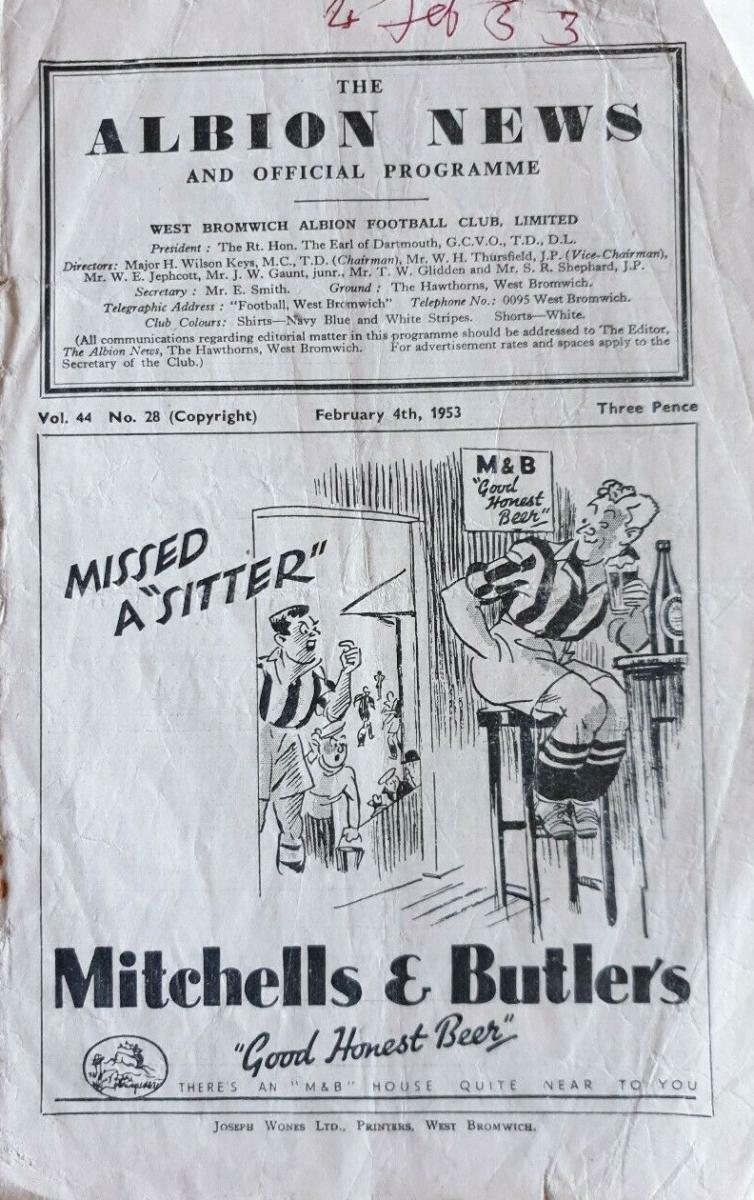 4 Feb 53
THE
ALBION NEWS
AND OFFICIAL PROGRAMME
WEST BROMWICH ALBION FOOTBALL CLUB, LIMITED
President : The Rt. Hon. The Earl of Dartmouth, G.C.V.O., T.D., D.L.
Directors: Major H. Wilson Keys, M.C., T.D. (Chairman), Mr. W. H. Thursfield, J.P. (Vice-Chairman),
Mr. W. E. Jephcott, Mr. J. W. Gaunt, junr., Mr. T. W. Glidden and Mr. S. R. Shephard, J.P.
Secretary : Mr. E. Smith. Ground : The Hawthorns, West Bromwich.
Telegraphic Address : "Football, West Bromwich" Telephone No.: 0095 West Bromwich.
Club Colours: Shirts—Navy Blue and White Stripes. Shorts—White.
(All communications regarding editorial matter in this programme should be addressed to The Editor,
The Albion News, The Hawthorns, West Bromwich. For advertisement rates and spaces apply to the
Secretary of the Club.)
Vol. 44 No. 28 (Copyright) February 4th, 1953 Three Pence
M & B
"Good
Honest
Beer"
MISSED
A "SITTER"
Mitchells & Butlers
"Good Honest Beer"
THERE'S AN "M&B" HOUSE QUITE NEAR TO YOU
JOSEPH WONES LTD., PRINTERS, WEST BROMWICH.